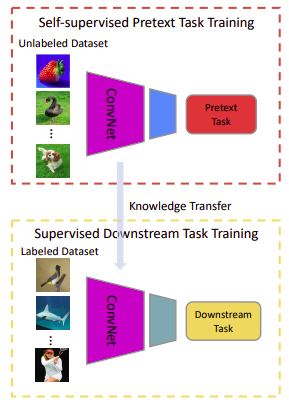 Self-supervised Pretext Task Training
Unlabeled Dataset
ConvNet
Pretext
Task
Knowledge Transfer
Supervised Downstream Task Training
Labeled Dataset
ConvNet
Downstream
Task